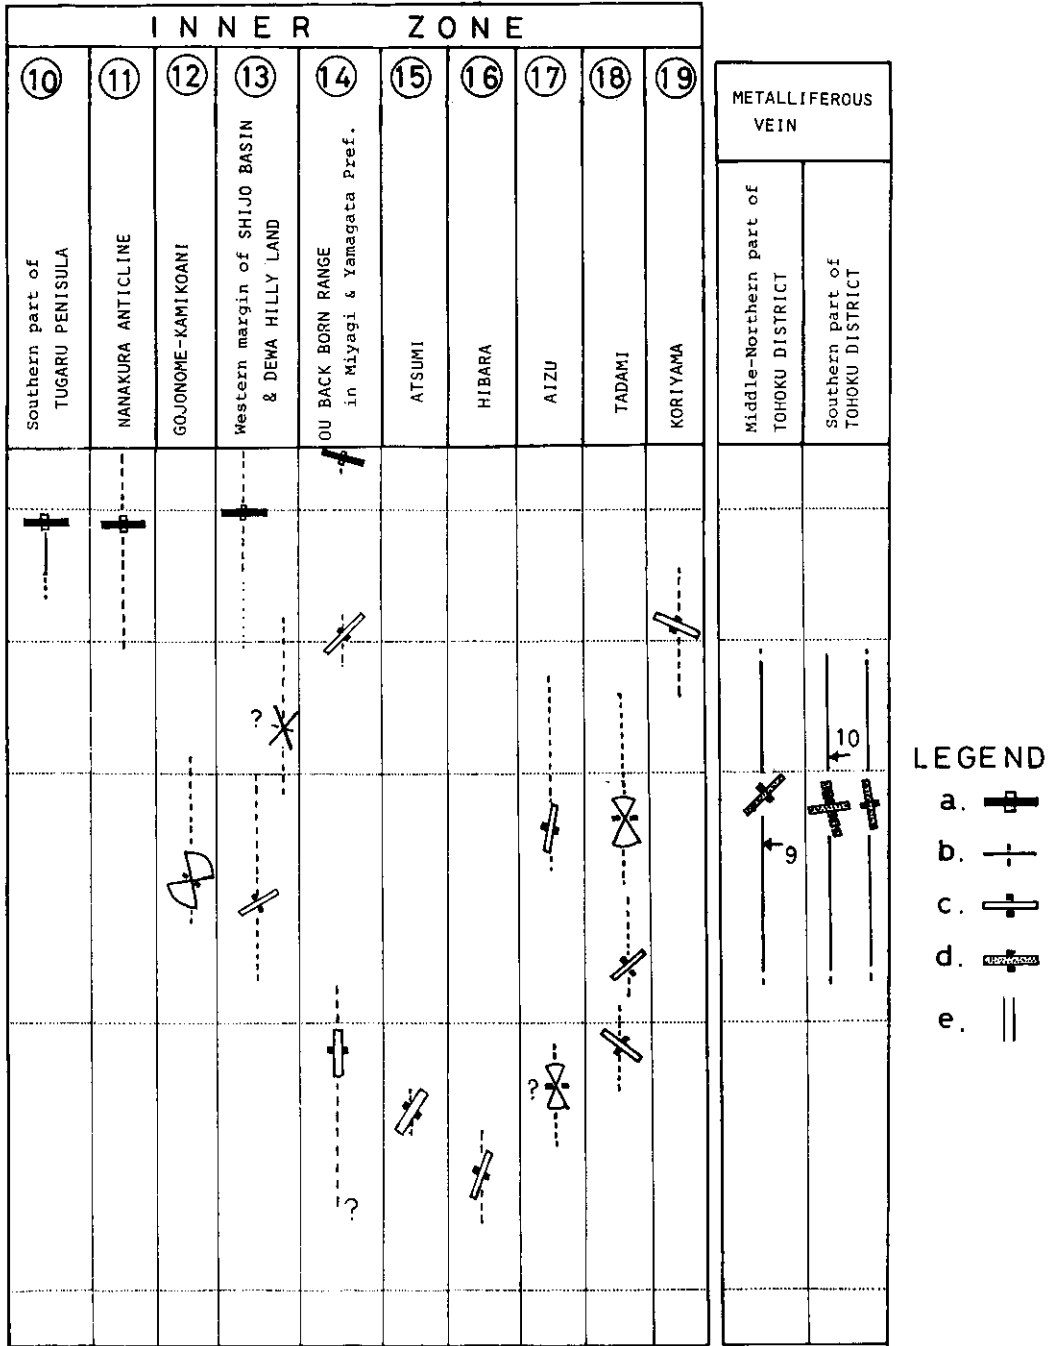 INNER ZONE
10 11 12 13 14 15 16 17 18 19
Southern part of
TUGARU PENISULA
NANAKURA ANTICLINE
GOJONOME-KAMIKOANI
Western margin of SHIJO BASIN
& DEWA HILLY LAND
OU BACK BORN RANGE
in Miyagi & Yamagata Pref.
ATSUMI
HIBARA
AIZU
TADAMI
KORIYAMA
METALLIFEROUS
VEIN
Middle-Northern part of
TOHOKU DISTRICT
Southern part of
TOHOKU DISTRICT
?
10
9
?
?
LEGEND
a.
b.
c.
d.
e.